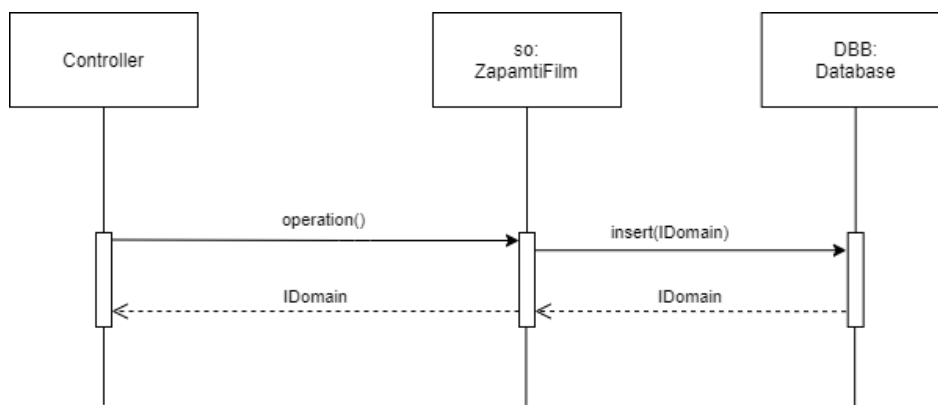 Controller
so:
ZapamtiFilm
DBB:
Database
operation()
insert(IDomain)
IDomain
IDomain